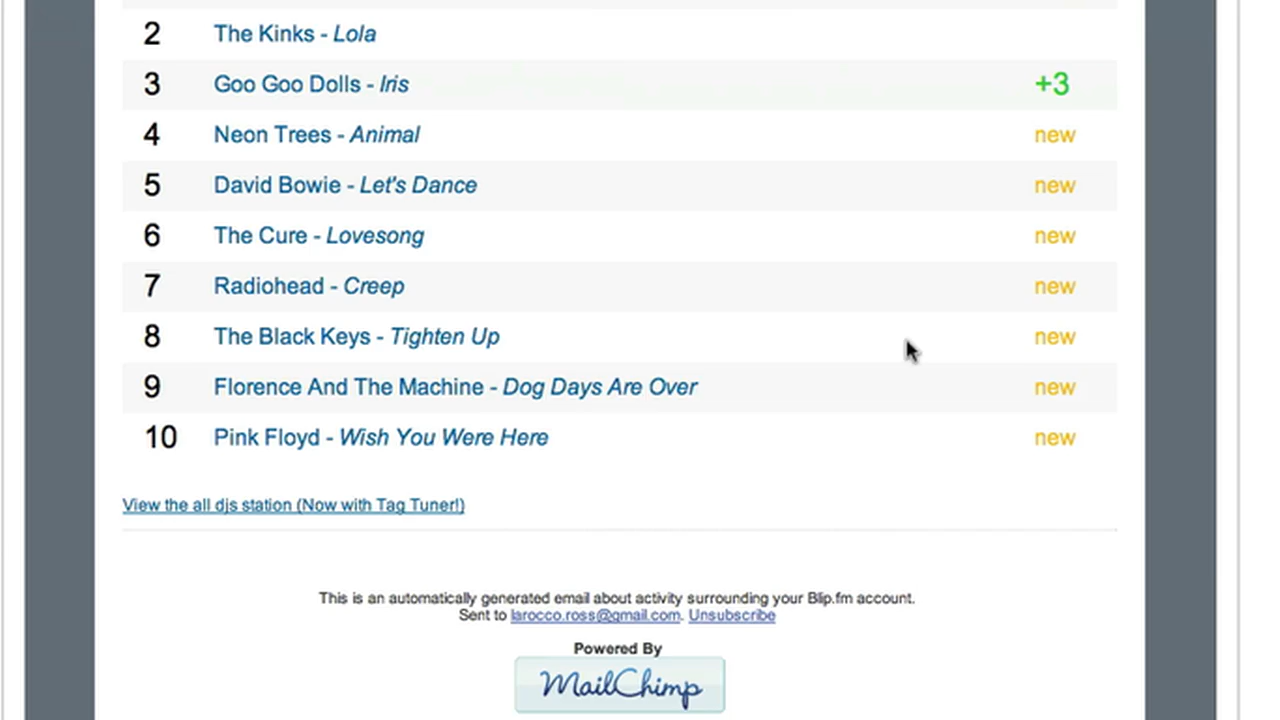 2 The Kinks - Lola
3 Goo Goo Dolls - Iris +3
4 Neon Trees - Animal new
5 David Bowie - Let's Dance new
6 The Cure - Lovesong new
7 Radiohead - Creep new
8 The Black Keys - Tighten Up new
9 Florence And The Machine - Dog Days Are Over new
10 Pink Floyd - Wish You Were Here new
View the all djs station (Now with Tag Tuner!)
This is an automatically generated email about activity surrounding your Blip.fm account.
Sent to larocco.ross@gmail.com. Unsubscribe
Powered By
MailChimp